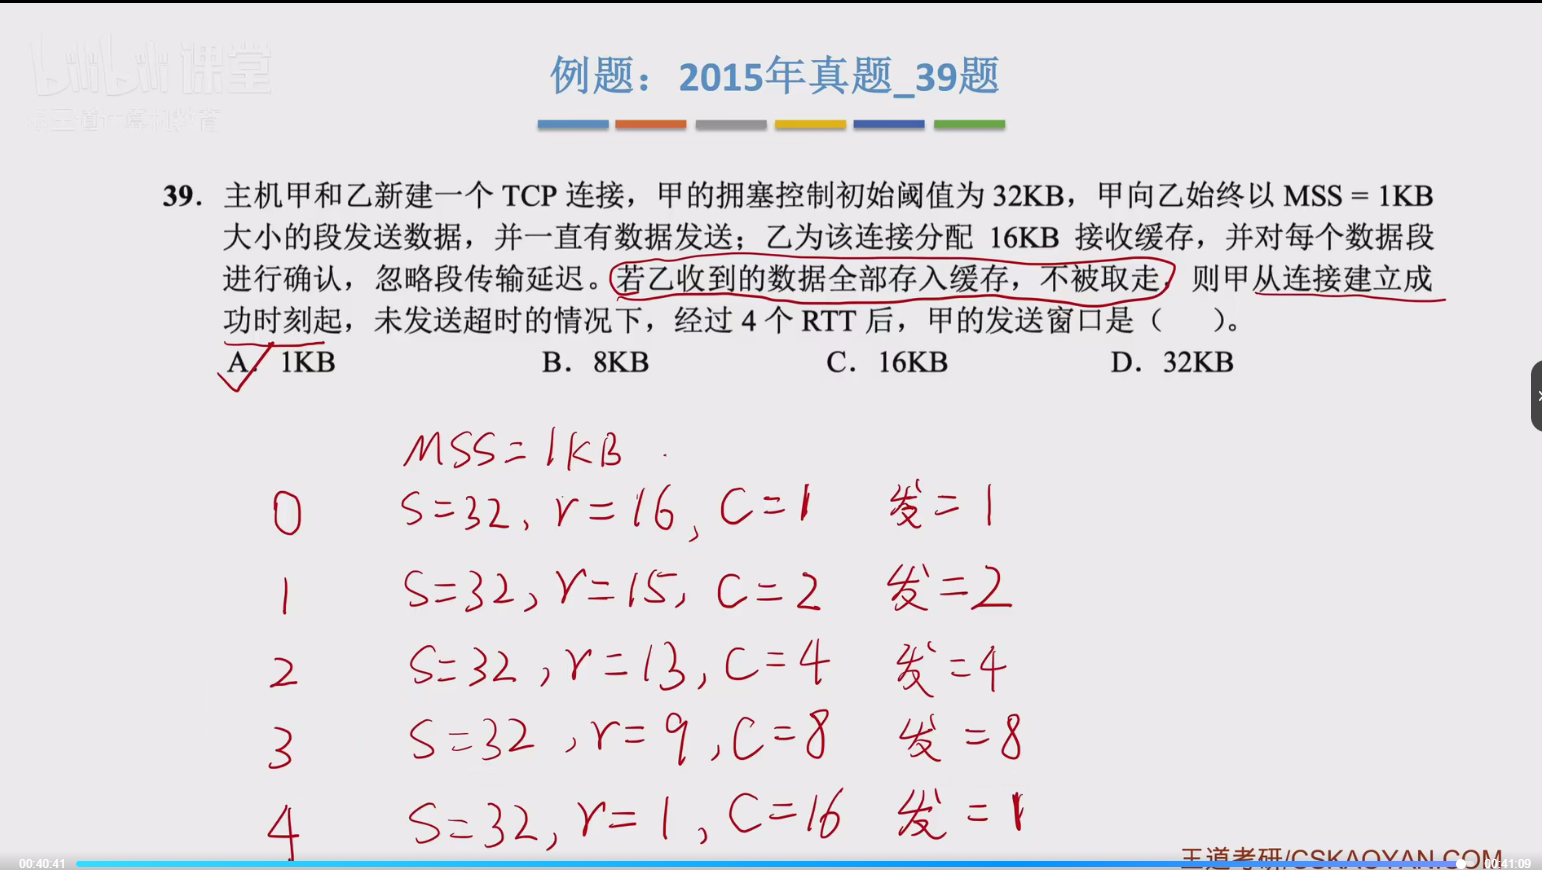 bilibili 课堂
@王道计算机教育
例题：2015年真题_39题
39. 主机甲和乙新建一个 TCP 连接，甲的拥塞控制初始阈值为 32KB，甲向乙始终以 MSS = 1KB
大小的段发送数据，并一直有数据发送；乙为该连接分配 16KB 接收缓存，并对每个数据段
进行确认，忽略段传输延迟。若乙收到的数据全部存入缓存，不被取走，则甲从连接建立成
功时刻起，未发送超时的情况下，经过 4 个 RTT 后，甲的发送窗口是（ ）。
A. 1KB B. 8KB C. 16KB D. 32KB
MSS=1KB
0 S=32, r=16, C=1 发=1
1 S=32, r=15, C=2 发=2
2 S=32, r=13, C=4 发=4
3 S=32, r=9, C=8 发=8
4 S=32, r=1, C=16 发=1
王道考研/CSKAOYAN.COM
00:40:41 00:41:09